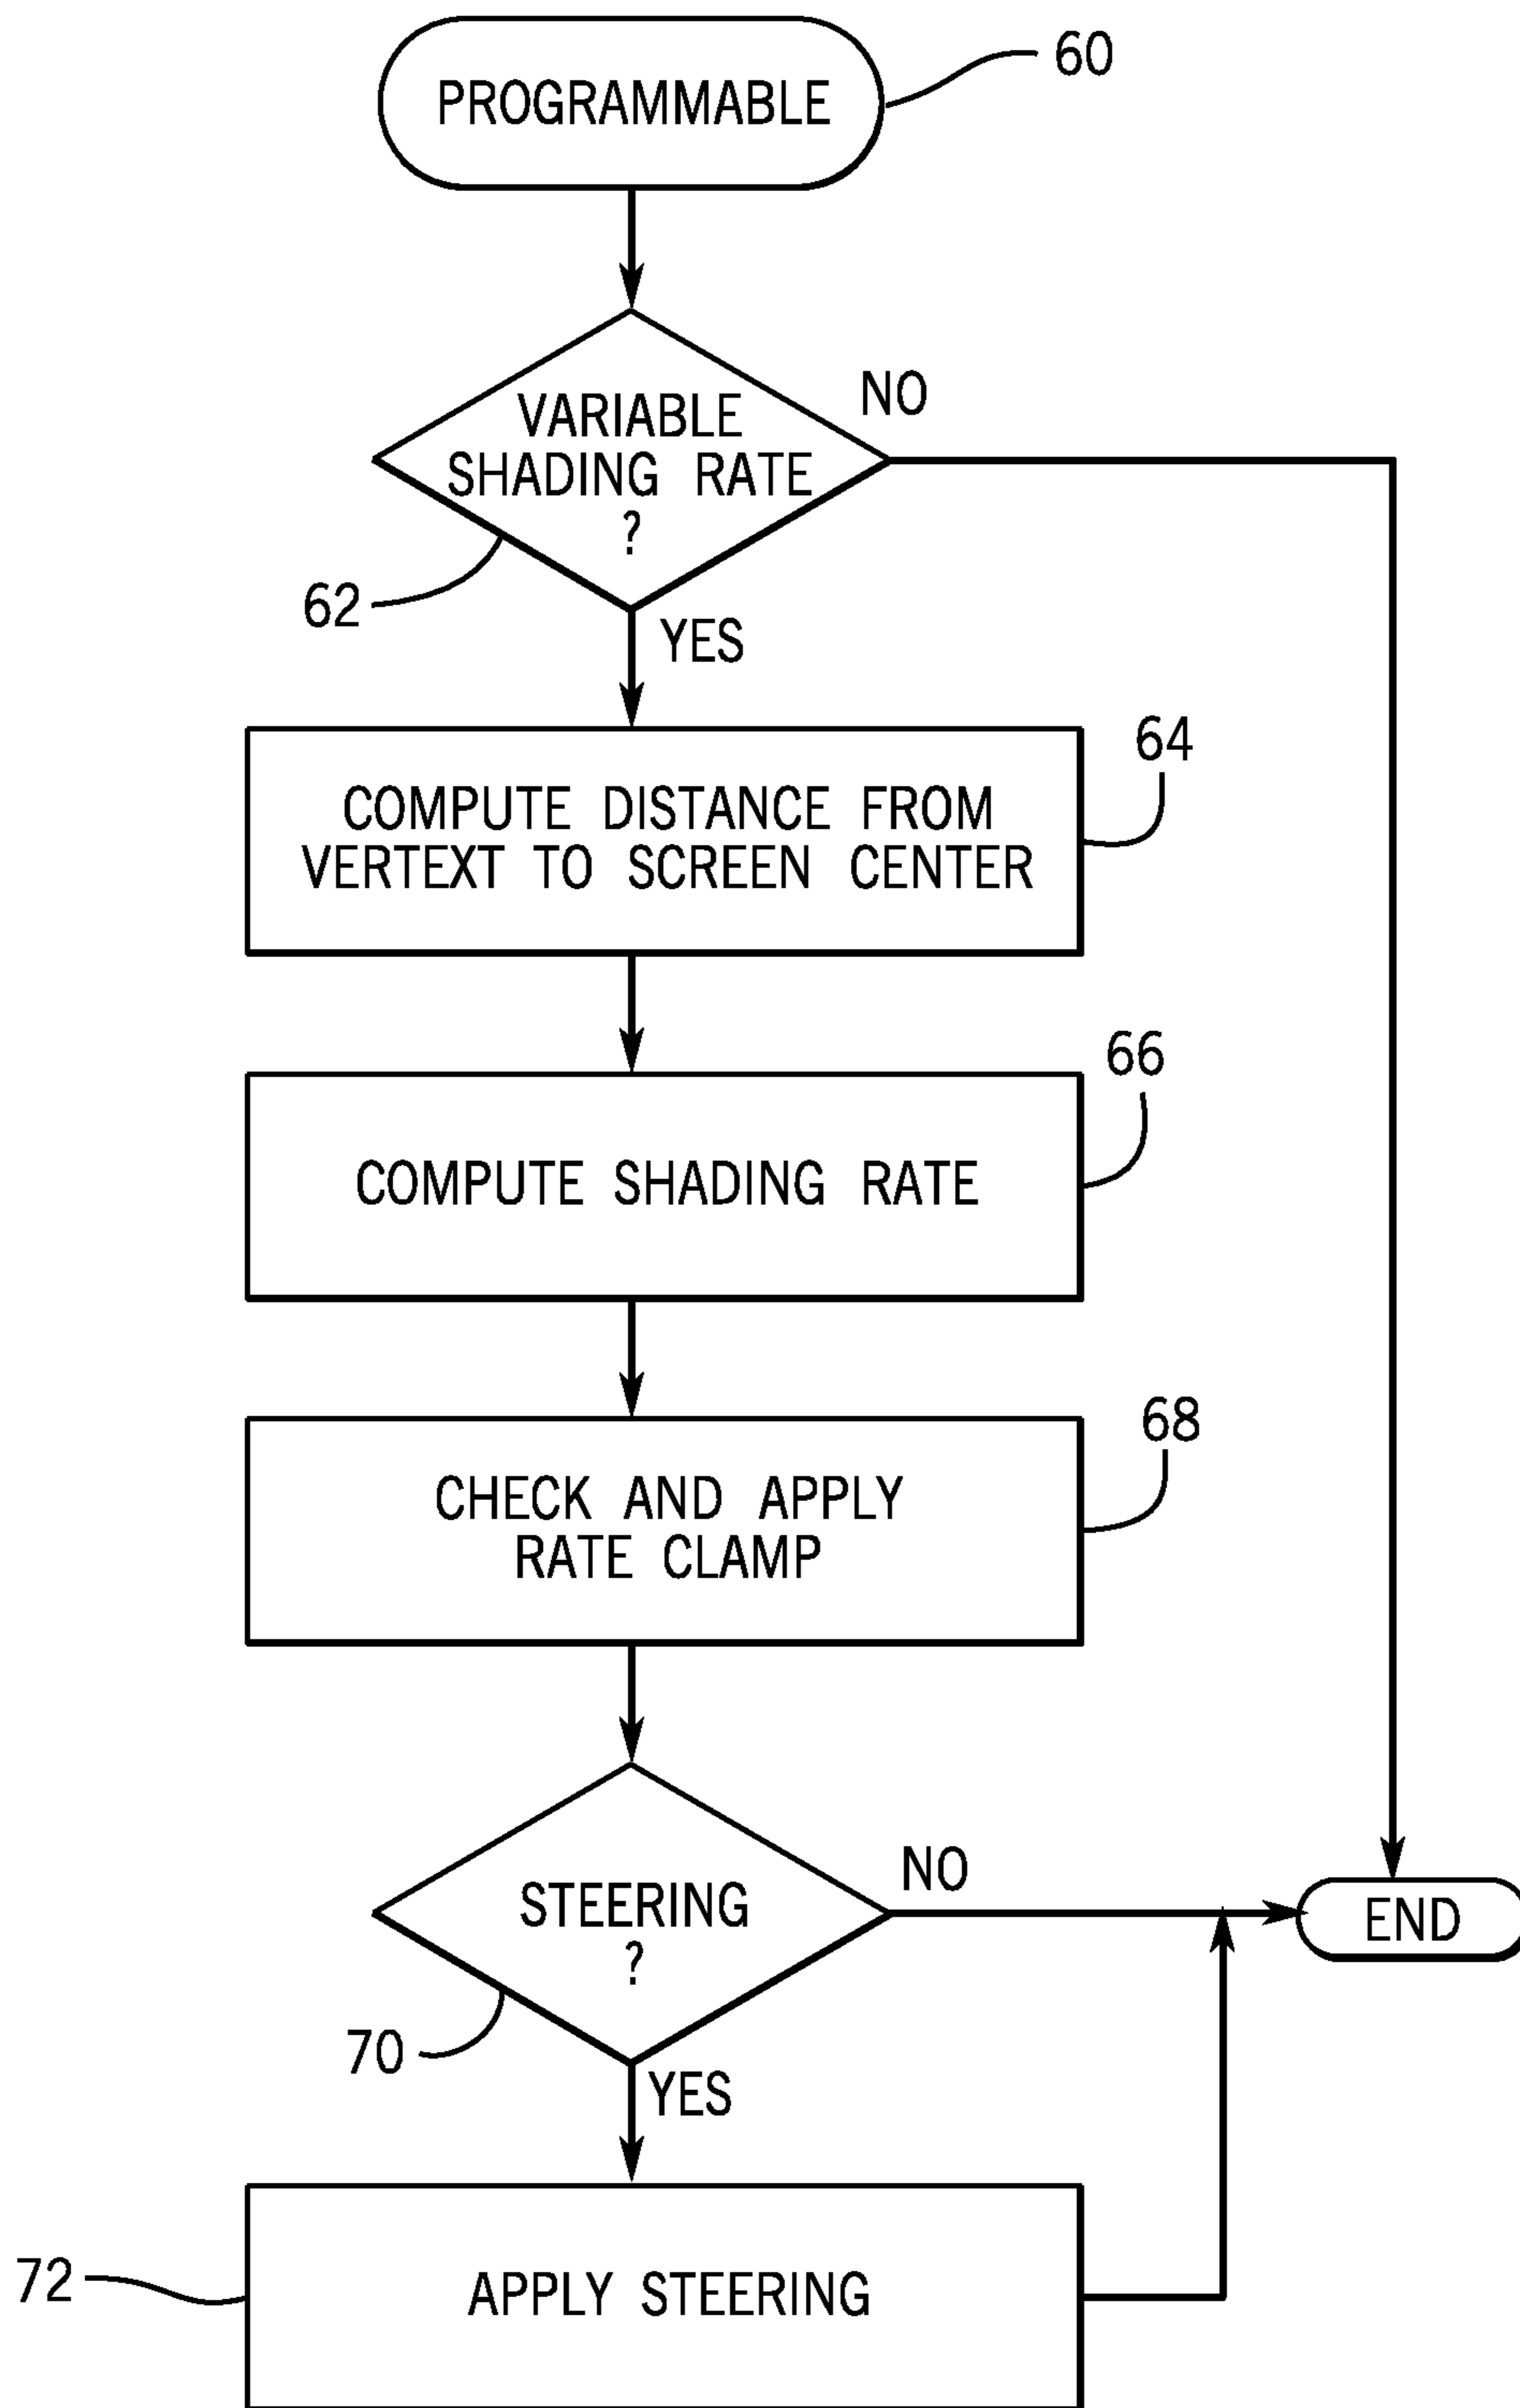 PROGRAMMABLE
60
VARIABLE
SHADING RATE
?
NO
62
YES
64
COMPUTE DISTANCE FROM
VERTEXT TO SCREEN CENTER
66
COMPUTE SHADING RATE
68
CHECK AND APPLY
RATE CLAMP
STEERING
?
NO
END
70
YES
72
APPLY STEERING